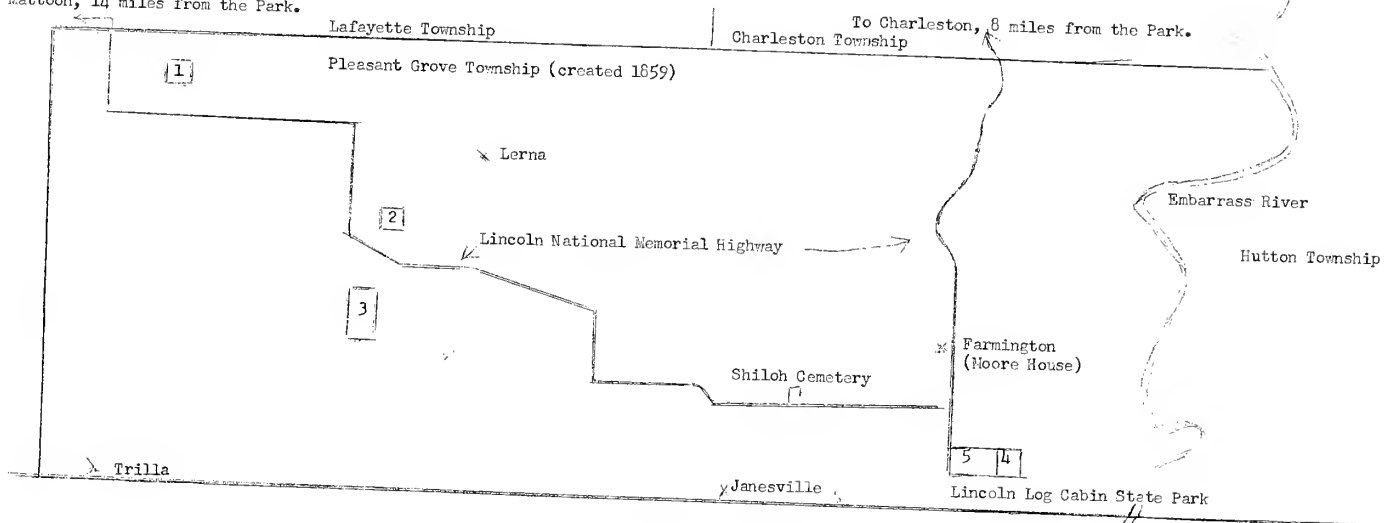 Mattoon, 14 miles from the Park.
Lafayette Township
To Charleston, 8 miles from the Park.
Charleston Township
1
Pleasant Grove Township (created 1859)
Lerna
Embarrass River
2
Lincoln National Memorial Highway
Hutton Township
3
Farmington
(Moore House)
Shiloh Cemetery
5
4
Trilla
Janesville
Lincoln Log Cabin State Park